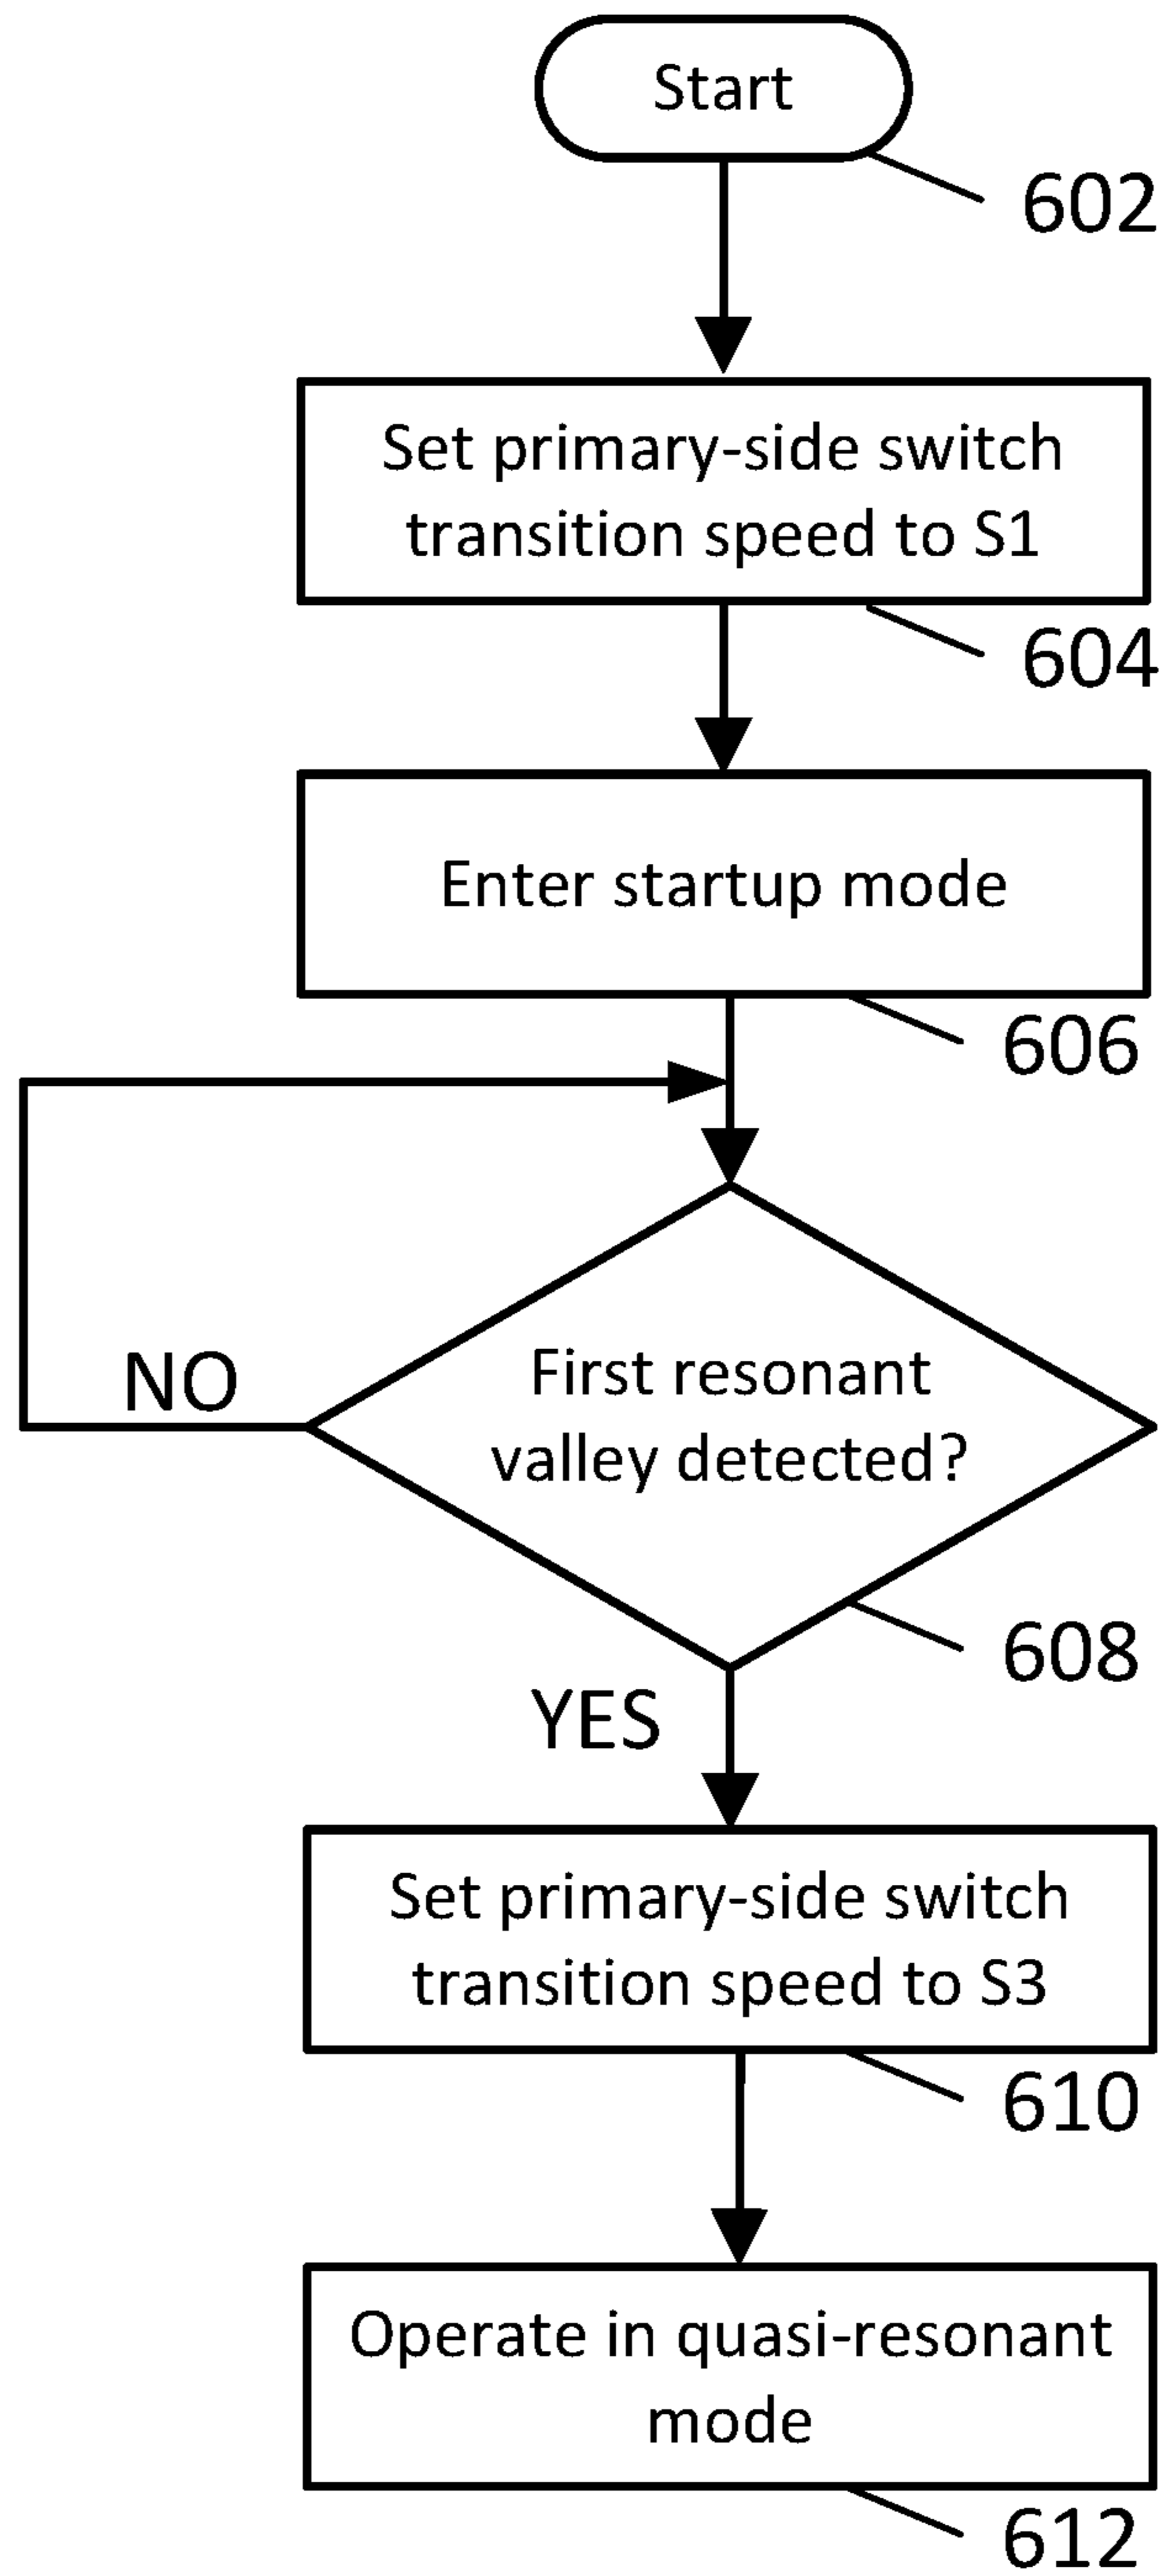 Start
602
Set primary-side switch
transition speed to S1
604
Enter startup mode
606
First resonant
valley detected?
NO
608
YES
Set primary-side switch
transition speed to S3
610
Operate in quasi-resonant
mode
612